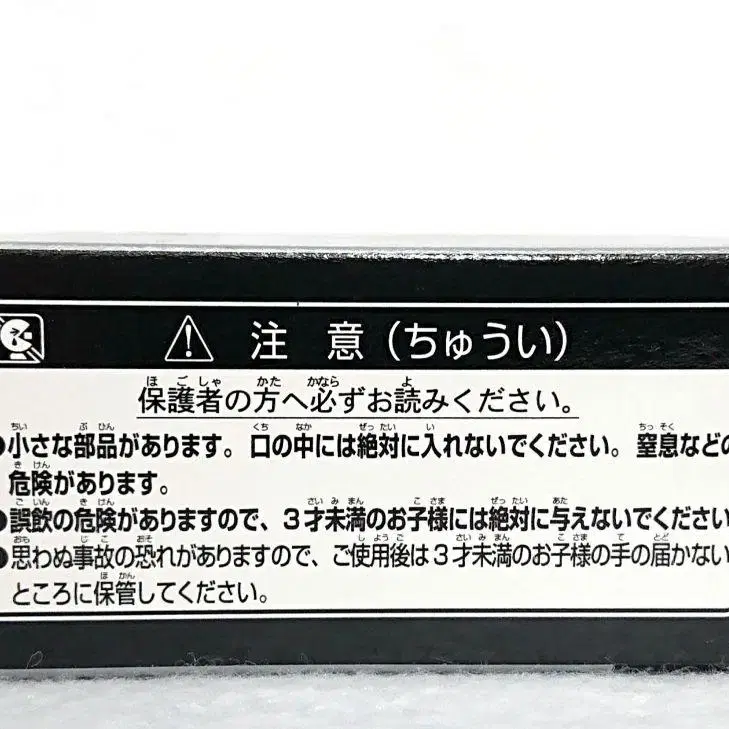 注 意（ちゅうい）
保護者の方へ必ずお読みください。
●小さな部品があります。口の中には絶対に入れないでください。窒息などの
危険があります。
●誤飲の危険がありますので、3才未満のお子様には絶対に与えないでください
●思わぬ事故の恐れがありますので、ご使用後は3才未満のお子様の手の届かない
ところに保管してください。